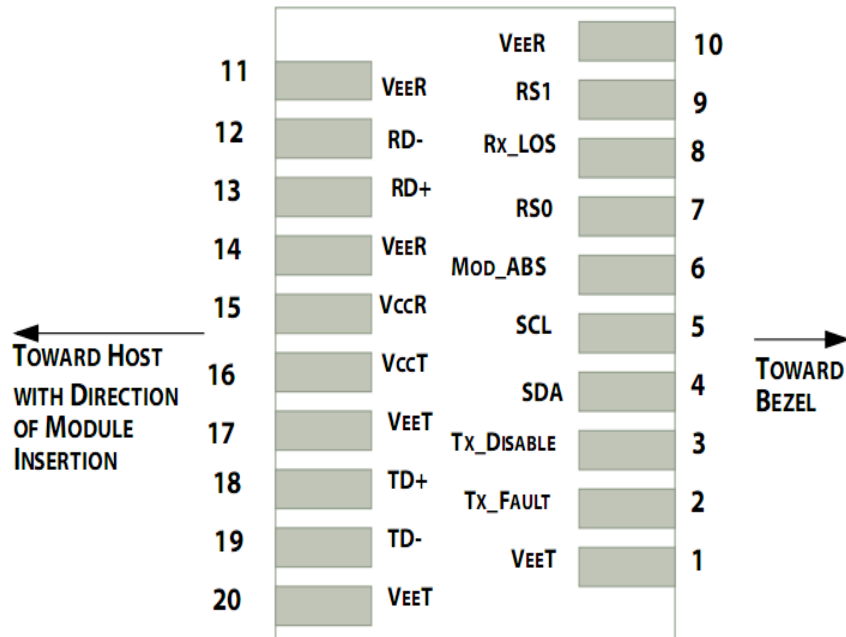 VEER 10
11 VEER
RS1 9
12 RD-
RX_LOS 8
13 RD+
RS0 7
14 VEER
MOD_ABS 6
15 VCCR
SCL 5
TOWARD HOST
WITH DIRECTION
OF MODULE
INSERTION
TOWARD
BEZEL
16 VCCT
SDA 4
17 VEET
TX_DISABLE 3
18 TD+
TX_FAULT 2
19 TD-
VEET 1
20 VEET